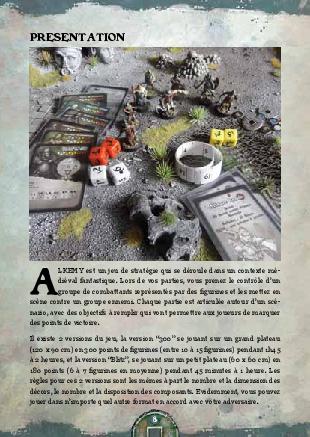 PRESENTATION
ALKEMY est un jeu de stratégie qui se déroule dans un contexte mé-
diéval fantastique. Lors de vos parties, vous prenez le contrôle d'un
groupe de combattants représentés par des figurines et les mettez en
scène contre un groupe ennemi. Chaque partie est articulée autour d'un scé-
nario, avec des objectifs à remplir qui vont permettre aux joueurs de marquer
des points de victoire.
Il existe 2 versions du jeu, la version "300" se jouant sur un grand plateau
(120 x 90 cm) en 300 points de figurines (entre 10 à 15 figurines) pendant 1h45
à 2 heures, et la version "Blitz", se jouant sur un petit plateau (60 x 60 cm) en
180 points (6 à 7 figurines en moyenne) pendant 45 minutes à 1 heure. Les
règles pour ces 2 versions sont les mêmes à part le nombre et la dimension des
décors, le nombre et la disposition des composants. Evidemment, vous pouvez
jouer dans n'importe quel autre format en accord avec votre adversaire.